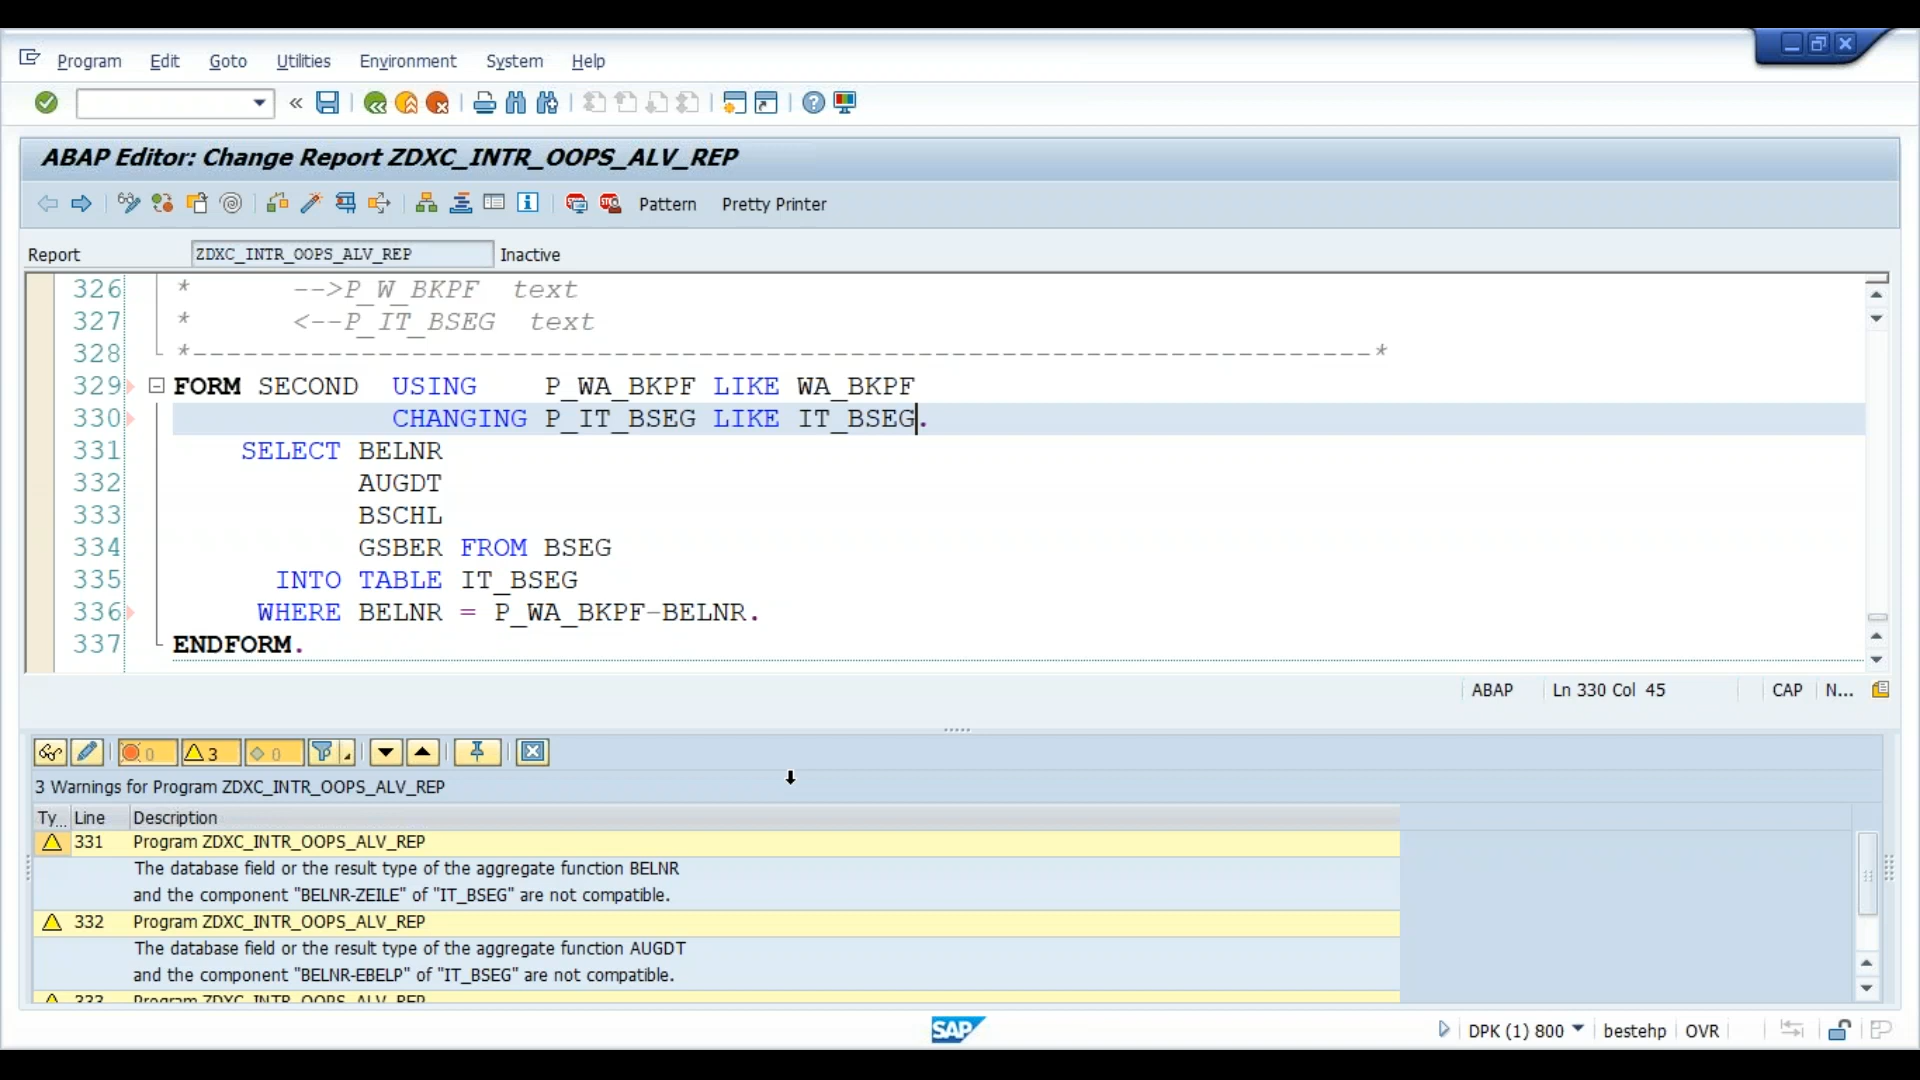 Program Edit Goto Utilities Environment System Help
«
ABAP Editor: Change Report ZDXC_INTR_OOPS_ALV_REP
Pattern Pretty Printer
Report ZDXC_INTR_OOPS_ALV_REP Inactive
326 * -->P_W_BKPF text
327 * <--P_IT_BSEG text
328 *----------------------------------------------------------------------*
329 FORM SECOND USING P_WA_BKPF LIKE WA_BKPF
330 CHANGING P_IT_BSEG LIKE IT_BSEG.
331 SELECT BELNR
332 AUGDT
333 BSCHL
334 GSBER FROM BSEG
335 INTO TABLE IT_BSEG
336 WHERE BELNR = P_WA_BKPF-BELNR.
337 ENDFORM.
ABAP Ln 330 Col 45 CAP N...
0 3 0
3 Warnings for Program ZDXC_INTR_OOPS_ALV_REP
Ty... Line Description
331 Program ZDXC_INTR_OOPS_ALV_REP
The database field or the result type of the aggregate function BELNR
and the component "BELNR-ZEILE" of "IT_BSEG" are not compatible.
332 Program ZDXC_INTR_OOPS_ALV_REP
The database field or the result type of the aggregate function AUGDT
and the component "BELNR-EBELP" of "IT_BSEG" are not compatible.
333 Program ZDXC_INTR_OOPS_ALV_REP
SAP DPK (1) 800 bestehp OVR